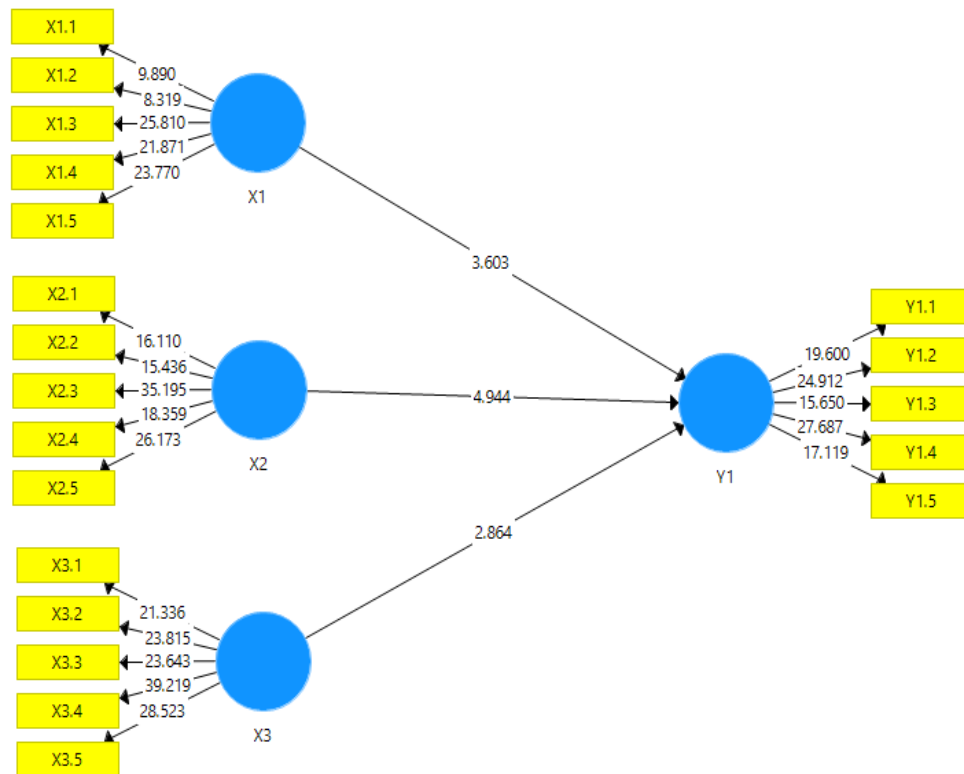 X1.1
X1.2
X1.3
X1.4
X1.5
9.890
8.319
25.810
21.871
23.770
X1
3.603
X2.1
X2.2
X2.3
X2.4
X2.5
16.110
15.436
35.195
18.359
26.173
X2
4.944
X3.1
X3.2
X3.3
X3.4
X3.5
21.336
23.815
23.643
39.219
28.523
X3
2.864
Y1
19.600
24.912
15.650
27.687
17.119
Y1.1
Y1.2
Y1.3
Y1.4
Y1.5